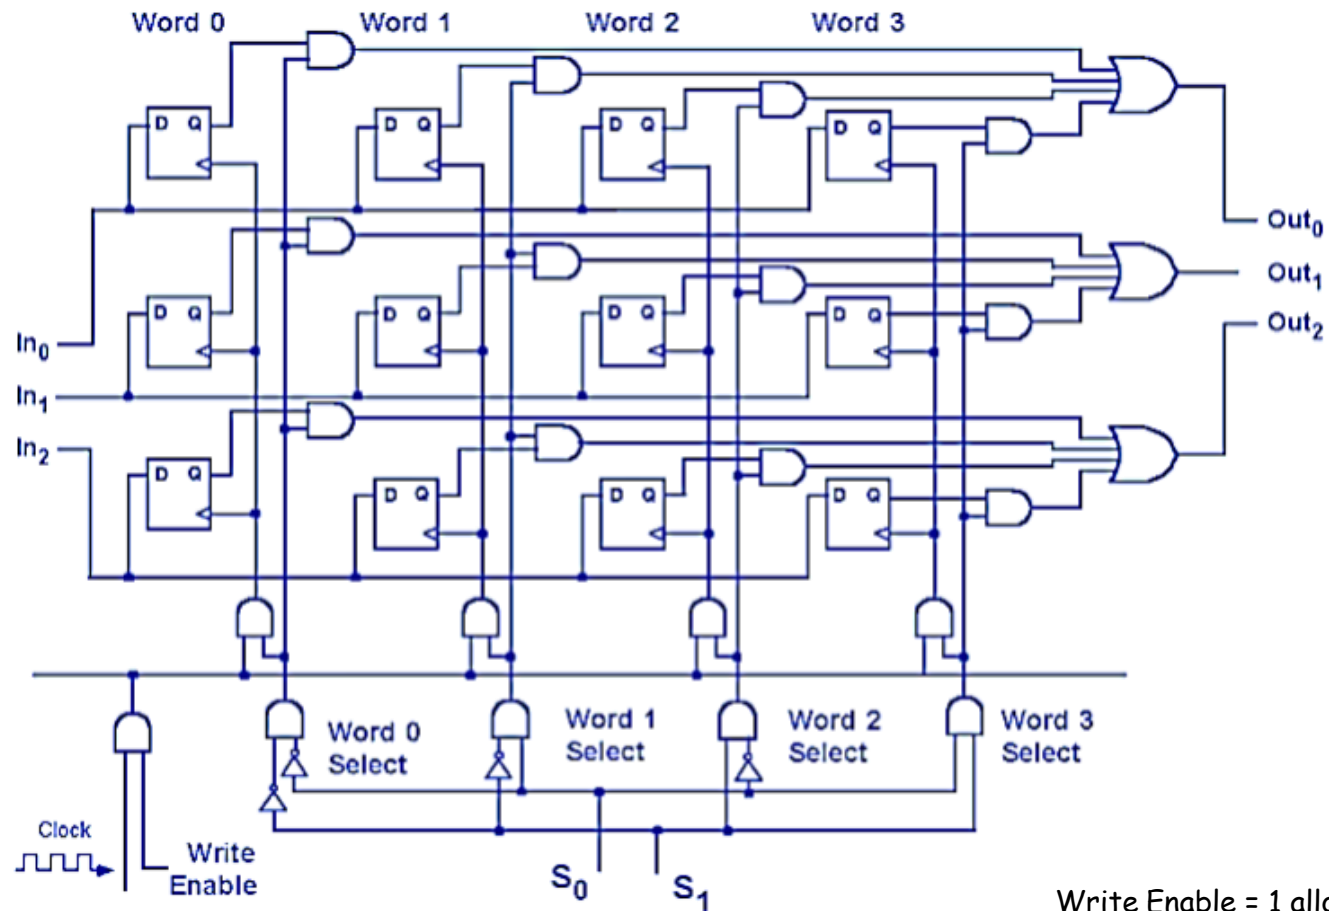 Word 0 Word 1 Word 2 Word 3
D Q D Q D Q D Q
Out0
D Q D Q D Q D Q
Out1
In0
Out2
In1
In2
D Q D Q D Q D Q
Word 0
Select
Word 1
Select
Word 2
Select
Word 3
Select
Clock
Write
Enable
S0 S1
Write Enable = 1 allo